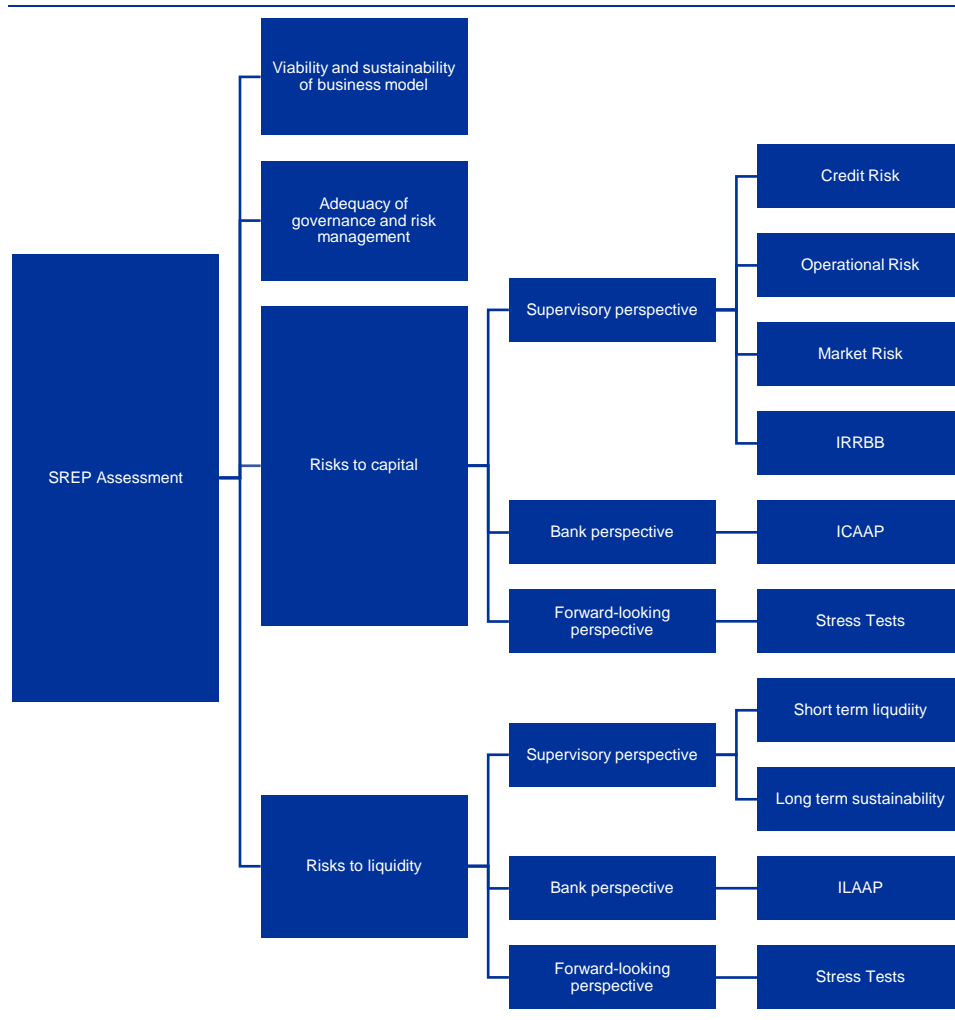 Viability and sustainability
of business model
Adequacy of
governance and risk
management
SREP Assessment
Risks to capital
Supervisory perspective
Credit Risk
Operational Risk
Market Risk
IRRBB
Bank perspective
ICAAP
Forward-looking
perspective
Stress Tests
Risks to liquidity
Supervisory perspective
Short term liqudiity
Long term sustainability
Bank perspective
ILAAP
Forward-looking
perspective
Stress Tests